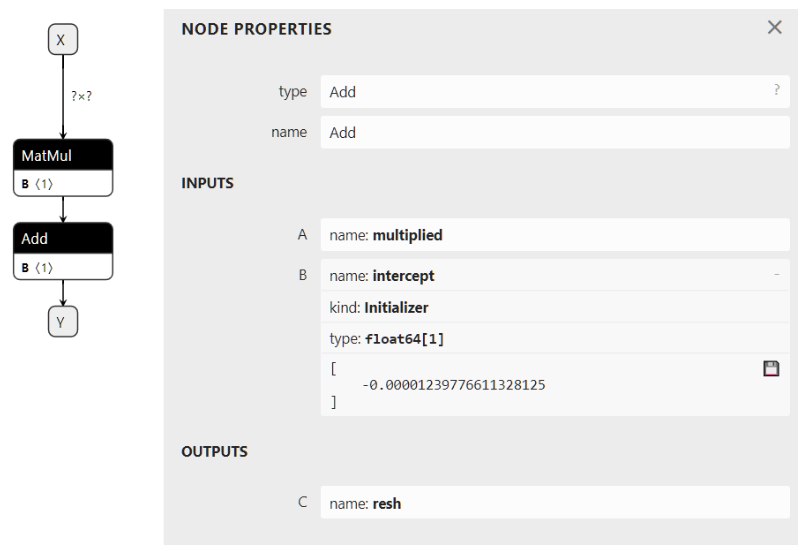 X
?×?
MatMul
B ⟨1⟩
Add
B ⟨1⟩
Y
NODE PROPERTIES ×
type Add ?
name Add
INPUTS
A name: multiplied
B name: intercept -
kind: Initializer
type: float64[1]
[
-0.00001239776611328125
]
OUTPUTS
C name: resh